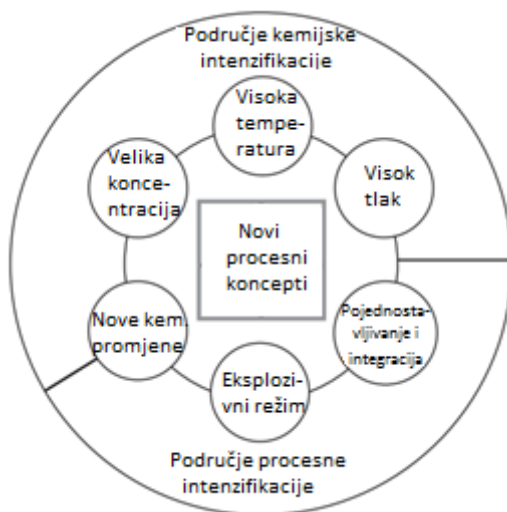 Područje kemijske
intenzifikacije
Visoka
tempe-
ratura
Velika
konce-
ntracija
Visok
tlak
Novi
procesni
koncepti
Nove kem.
promjene
Pojednosta-
vljivanje i
integracija
Eksplozi-
vni režim
Područje procesne
intenzifikacije